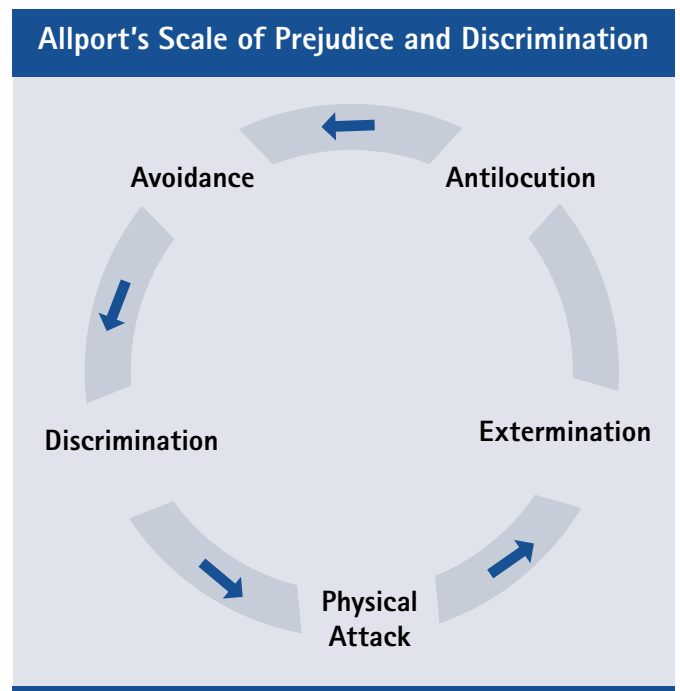 Allport's Scale of Prejudice and Discrimination
Avoidance
Antilocution
Discrimination
Extermination
Physical
Attack